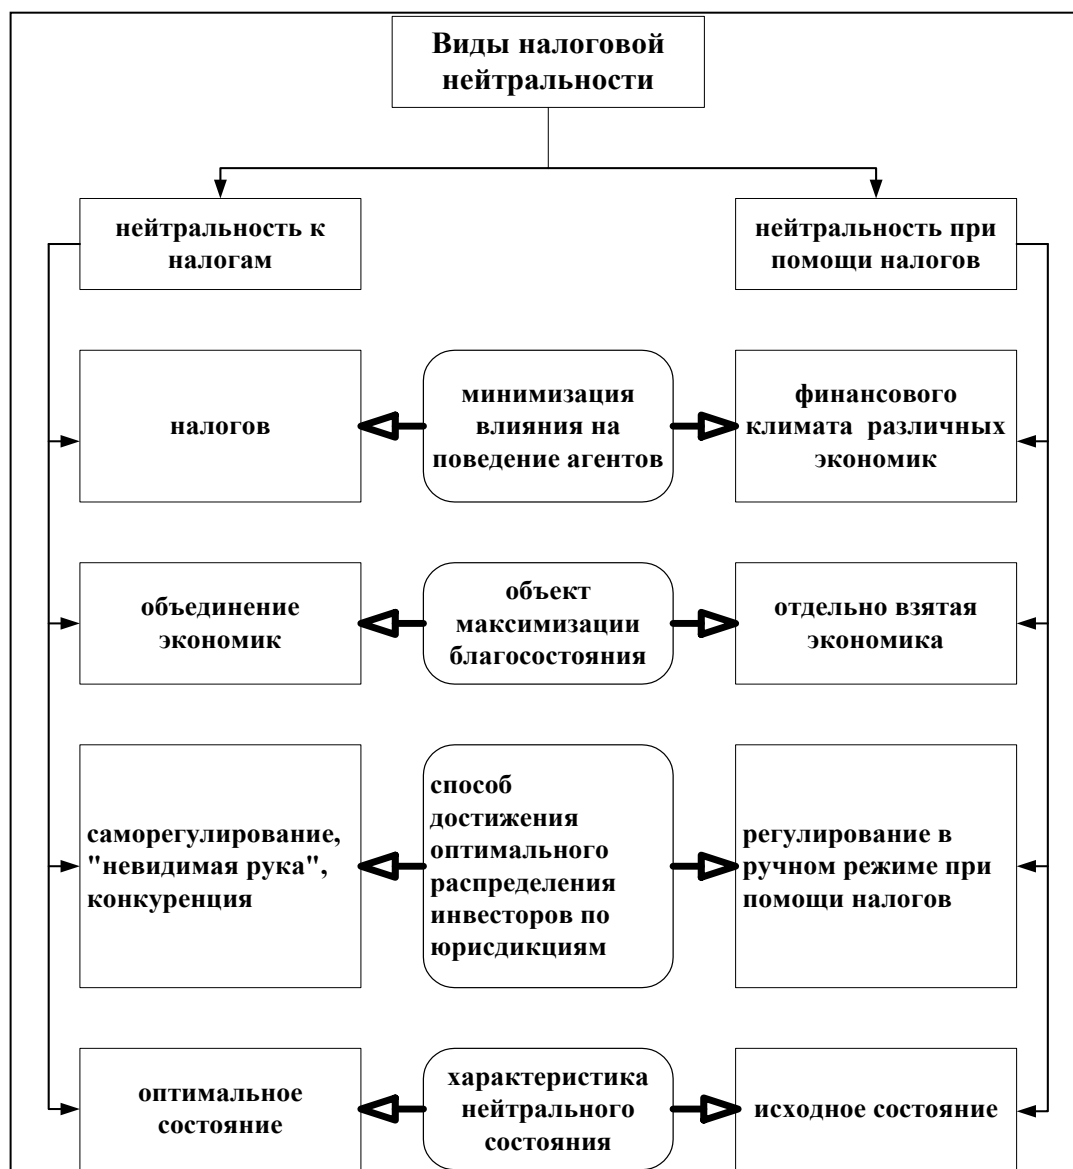 Виды налоговой
нейтральности
нейтральность к
налогам
нейтральность при
помощи налогов
налогов
минимизация
влияния на
поведение агентов
финансового
климата различных
экономик
объединение
экономик
объект
максимизации
благосостояния
отдельно взятая
экономика
саморегулирование,
"невидимая рука",
конкуренция
способ
достижения
оптимального
распределения
инвесторов по
юрисдикциям
регулирование в
ручном режиме при
помощи налогов
оптимальное
состояние
характеристика
нейтрального
состояния
исходное состояние